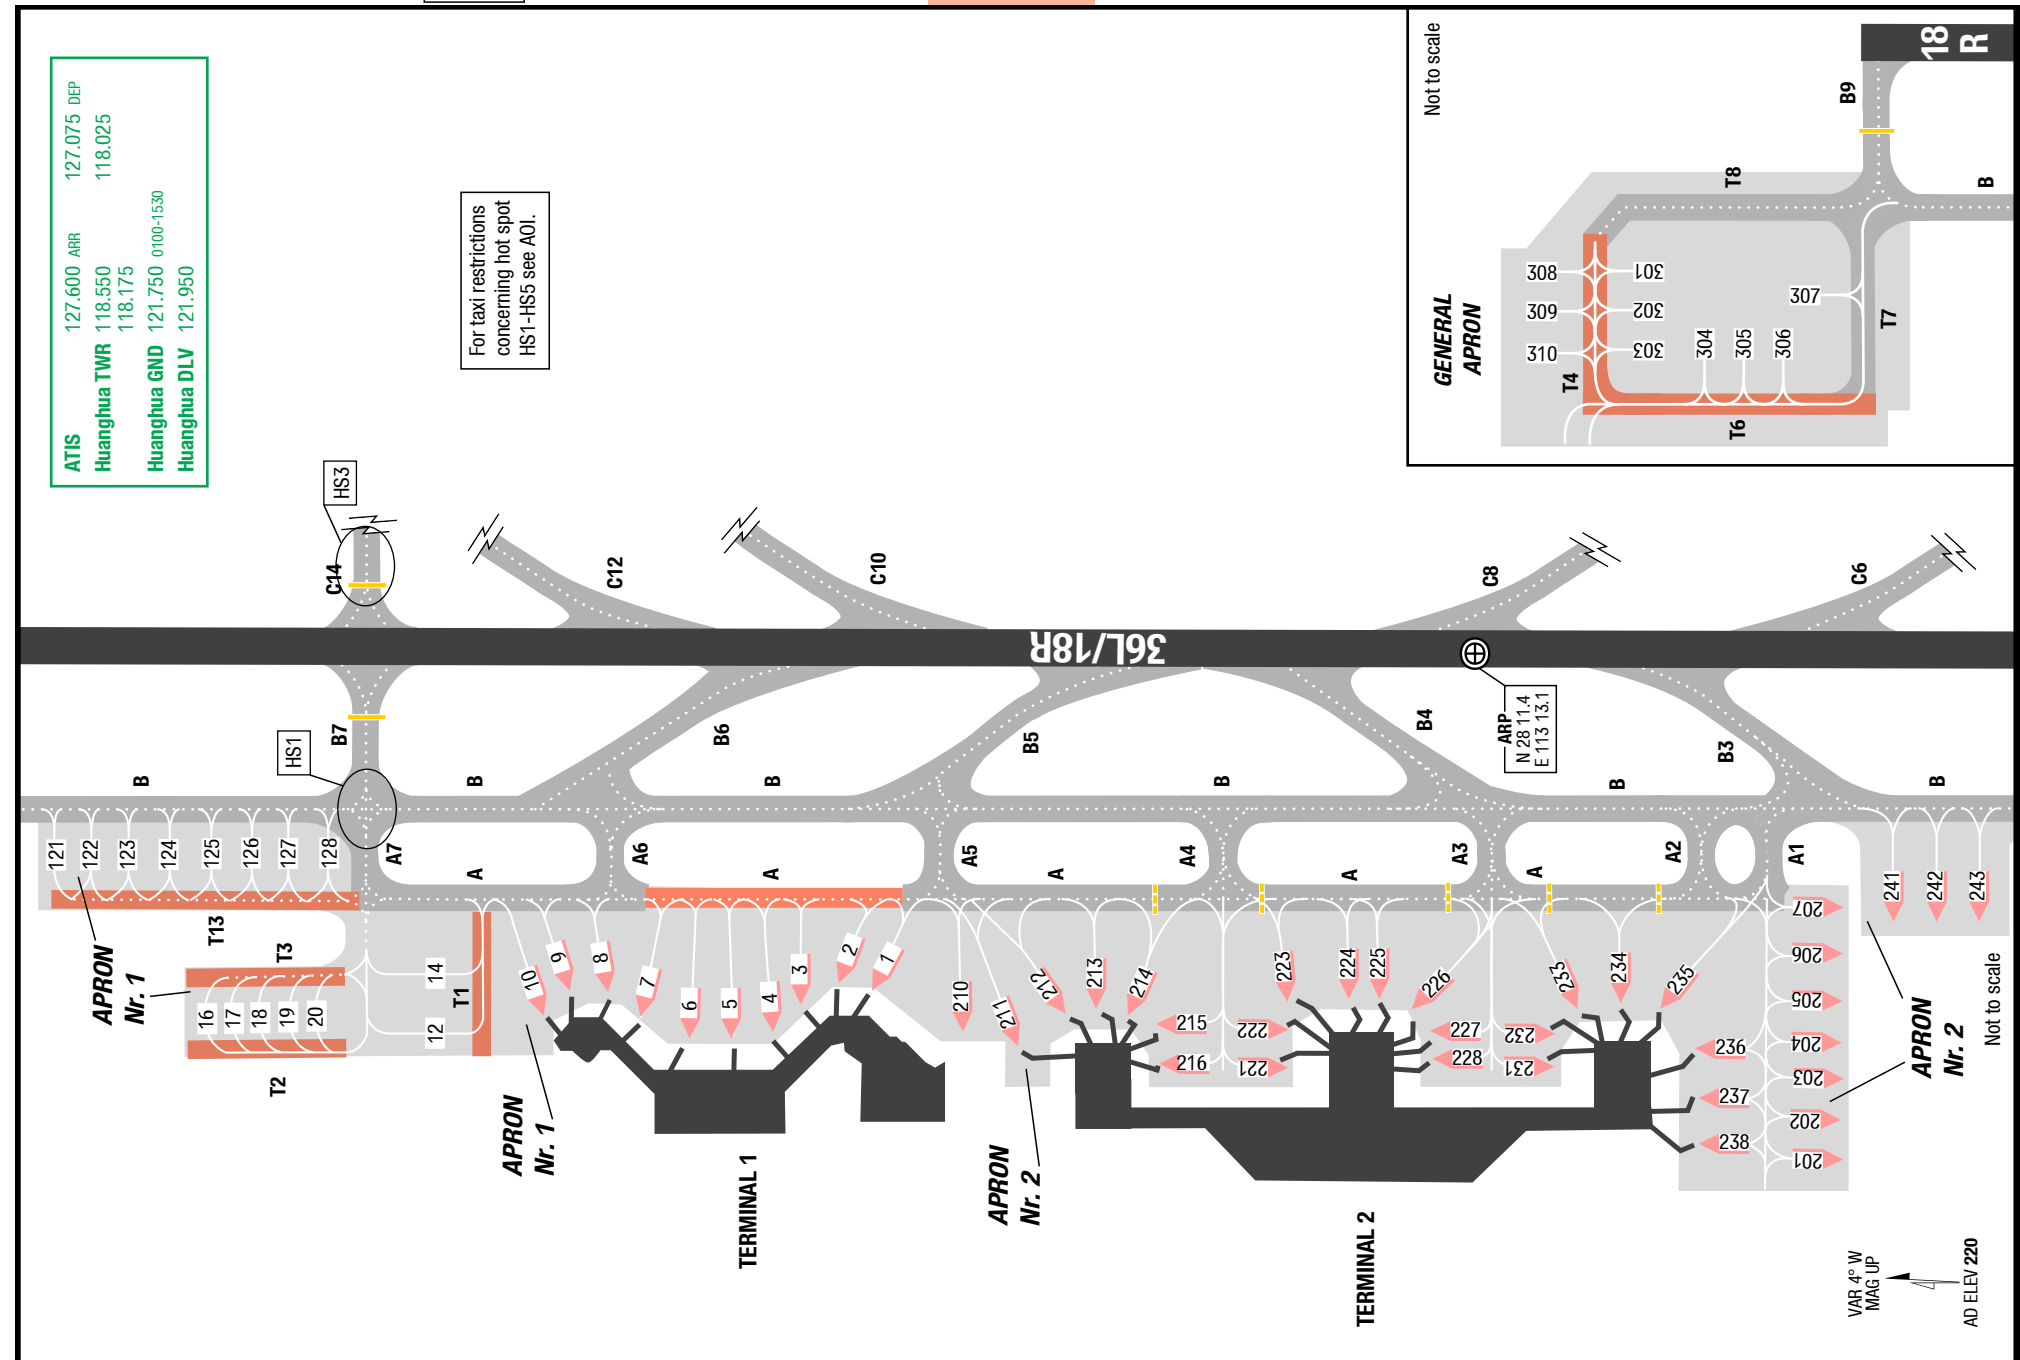 ATIS 127.600 ARR 127.075 DEP
Huanghua TWR 118.550 118.025
118.175
Huanghua GND 121.750 0100-1530
Huanghua DLV 121.950
For taxi restrictions
concerning hot spot
HS1-HS5 see AOI.
Not to scale
GENERAL
APRON
18
R
B9
T8
B
T7
T6
T4
308
309
310
301
302
303
304
305
306
307
HS3
C14
C12
C10
C8
C6
36L/18R
ARP
N 28 11.4
E 113 13.1
HS1
B7
B6
B5
B4
B3
B
B
B
B
B
B
A7
A6
A5
A4
A3
A2
A1
A
A
A
A
A
121
122
123
124
125
126
127
128
T13
T3
T2
T1
APRON
Nr. 1
16
17
18
19
20
14
12
10
9
8
7
6
5
4
3
2
1
APRON
Nr. 1
TERMINAL 1
210
211
212
213
214
215
216
APRON
Nr. 2
221
222
223
224
225
226
227
228
231
232
233
234
235
236
237
238
TERMINAL 2
207
206
205
204
203
202
201
241
242
243
APRON
Nr. 2
Not to scale
VAR 4° W
MAG UP
AD ELEV 220